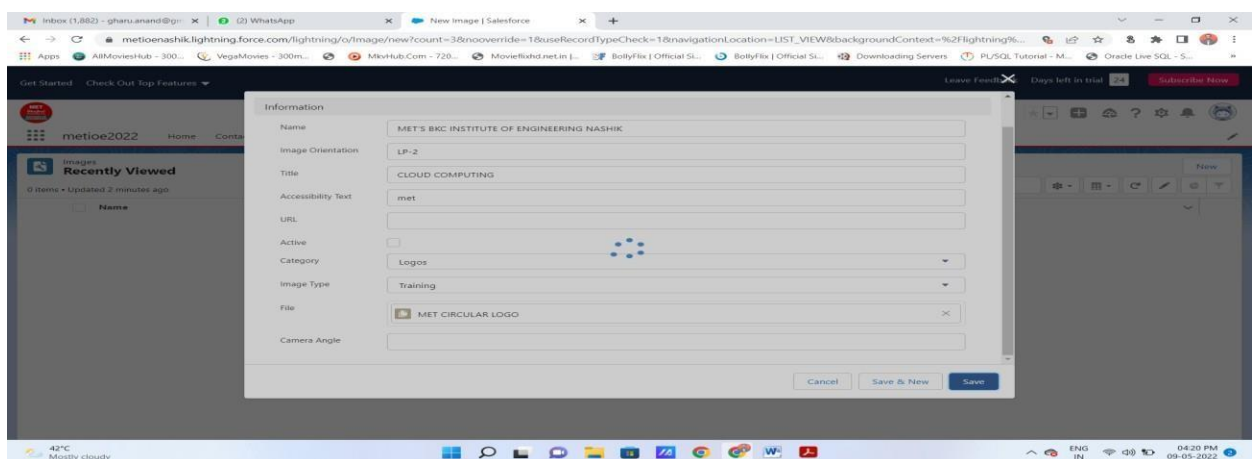 Inbox (1,882) - gharu.anand@gm
(2) WhatsApp
New Image | Salesforce
metioenashik.lightning.force.com/lightning/o/Image/new?count=3&nooverride=1&useRecordTypeCheck=1&navigationLocation=LIST_VIEW&backgroundContext=%2Flightning%...
Apps AllMoviesHub - 300... VegaMovies - 300m... MkvHub.Com - 720... Movieflixhd.net.in |... BollyFlix | Official Si... BollyFlix | Official Si... Downloading Servers PL/SQL Tutorial - M... Oracle Live SQL - S... »
Get Started Check Out Top Features Leave Feedb Days left in trial 24 Subscribe Now
metioe2022 Home Conta
Images
Recently Viewed
New
0 items • Updated 2 minutes ago
Name
Information
Name MET'S BKC INSTITUTE OF ENGINEERING NASHIK
Image Orientation LP-2
Title CLOUD COMPUTING
Accessibility Text met
URL
Active
Category Logos
Image Type Training
File MET CIRCULAR LOGO
Camera Angle
Cancel Save & New Save
42°C
Mostly cloudy
ENG
IN
04:20 PM
09-05-2022